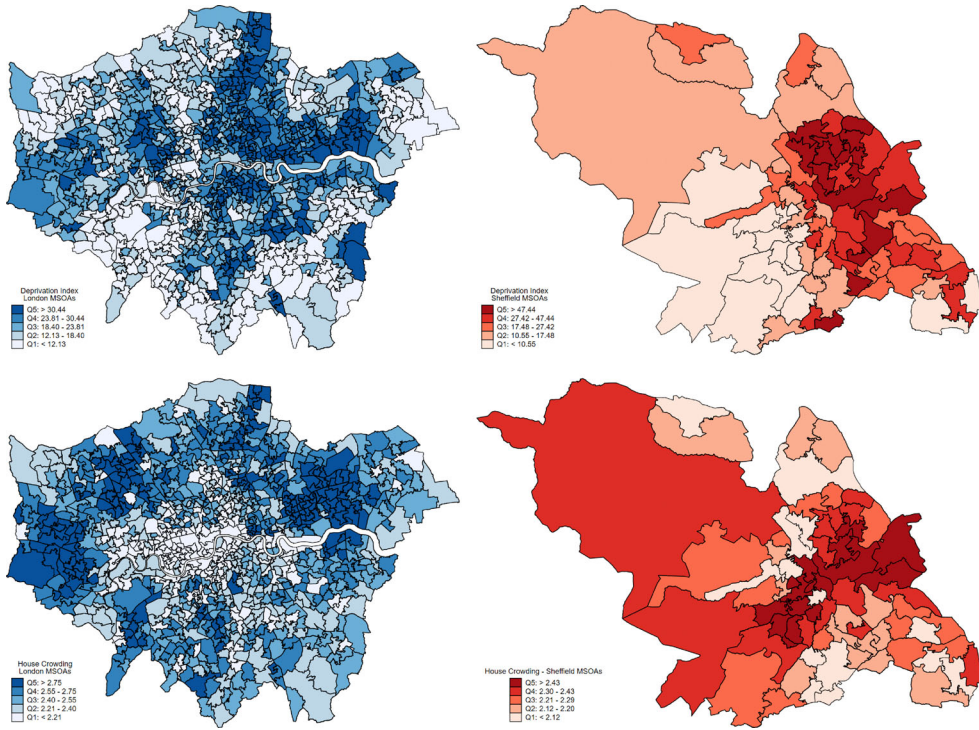 Deprivation Index
London MSOAs
Q5: > 30.44
Q4: 23.81 - 30.44
Q3: 18.40 - 23.81
Q2: 12.13 - 18.40
Q1: < 12.13
Deprivation Index
Sheffield MSOAs
Q5: > 47.44
Q4: 27.42 - 47.44
Q3: 17.48 - 27.42
Q2: 10.55 - 17.48
Q1: < 10.55
House Crowding
London MSOAs
Q5: > 2.75
Q4: 2.55 - 2.75
Q3: 2.40 - 2.55
Q2: 2.21 - 2.40
Q1: < 2.21
House Crowding - Sheffield MSOAs
Q5: > 2.43
Q4: 2.30 - 2.43
Q3: 2.21 - 2.29
Q2: 2.12 - 2.20
Q1: < 2.12